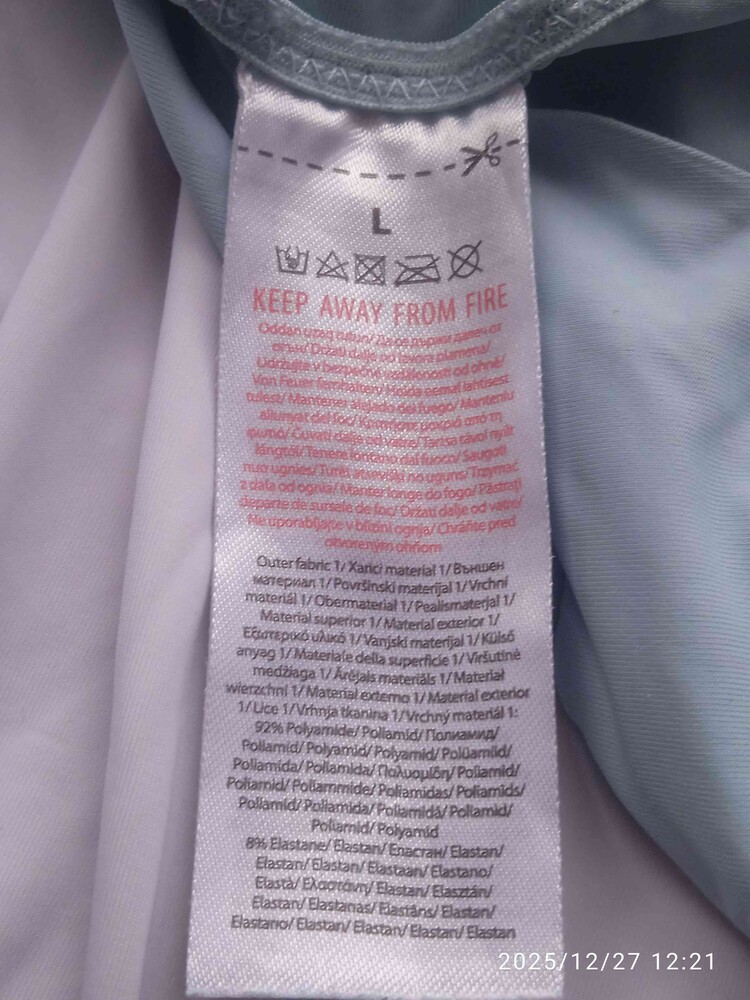 L
KEEP AWAY FROM FIRE
Oddan uzaq tutun/ Да се държи далеч от
огън/ Držati dalje od izvora plamena/
Udržujte v bezpečné vzdálenosti od ohně/
Von Feuer fernhalten/ Hoida eemal lahtisest
tulest/ Mantener alejado del fuego/ Manteniu
allunyat del foc/ Κρατήστε μακριά από τη
φωτιά/ Čuvati dalje od vatre/ Tartsa távol nyílt
lángtól/ Tenere lontano dal fuoco/ Saugoti
nuo ugnies/ Turēt atstatus no uguns/ Trzymać
z dala od ognia/ Manter longe do fogo/ Păstrați
departe de sursele de foc/ Držati dalje od vatre/
Ne uporabljajte v bližini ognja/ Chráňte pred
otvoreným ohňom
Outer fabric 1/ Xarici material 1/ Външен
материал 1/ Površinski materijal 1/ Vrchní
materiál 1/ Obermaterial 1/ Pealismaterjal 1/
Material superior 1/ Material exterior 1/
Εξωτερικό υλικό 1/ Vanjski materijal 1/ Külső
anyag 1/ Materiale della superficie 1/ Viršutinė
medžiaga 1/ Ārējais materiāls 1/ Materiał
wierzchni 1/ Material externo 1/ Material exterior
1/ Lice 1/ Vrhnja tkanina 1/ Vrchný materiál 1:
92% Polyamide/ Poliamid/ Полиамид/
Poliamid/ Polyamid/ Polyamid/ Polüamiid/
Poliamida/ Poliamida/ Πολυαμίδη/ Poliamid/
Poliamid/ Poliammide/ Poliamidas/ Poliamīds/
Poliamid/ Poliamida/ Poliamidă/ Poliamid/
Poliamid/ Polyamid
8% Elastane/ Elastan/ Еластан/ Elastan/
Elastan/ Elastan/ Elastaan/ Elastano/
Elastà/ Ελαστάνη/ Elastan/ Elasztán/
Elastan/ Elastanas/ Elastāns/ Elastan/
Elastano/ Elastan/ Elastan/ Elastan/ Elastan
2025/12/27 12:21